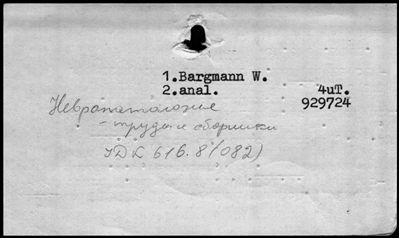 1.Bargmann W.
2.anal.
4uT.
929724
Невропатология
- труды и сборники
УДК 616.8(082)